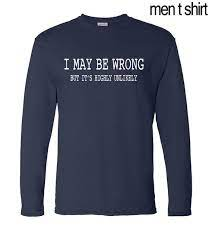 men t shirt
I MAY BE WRONG
BUT IT'S HIGHLY UNLIKELY